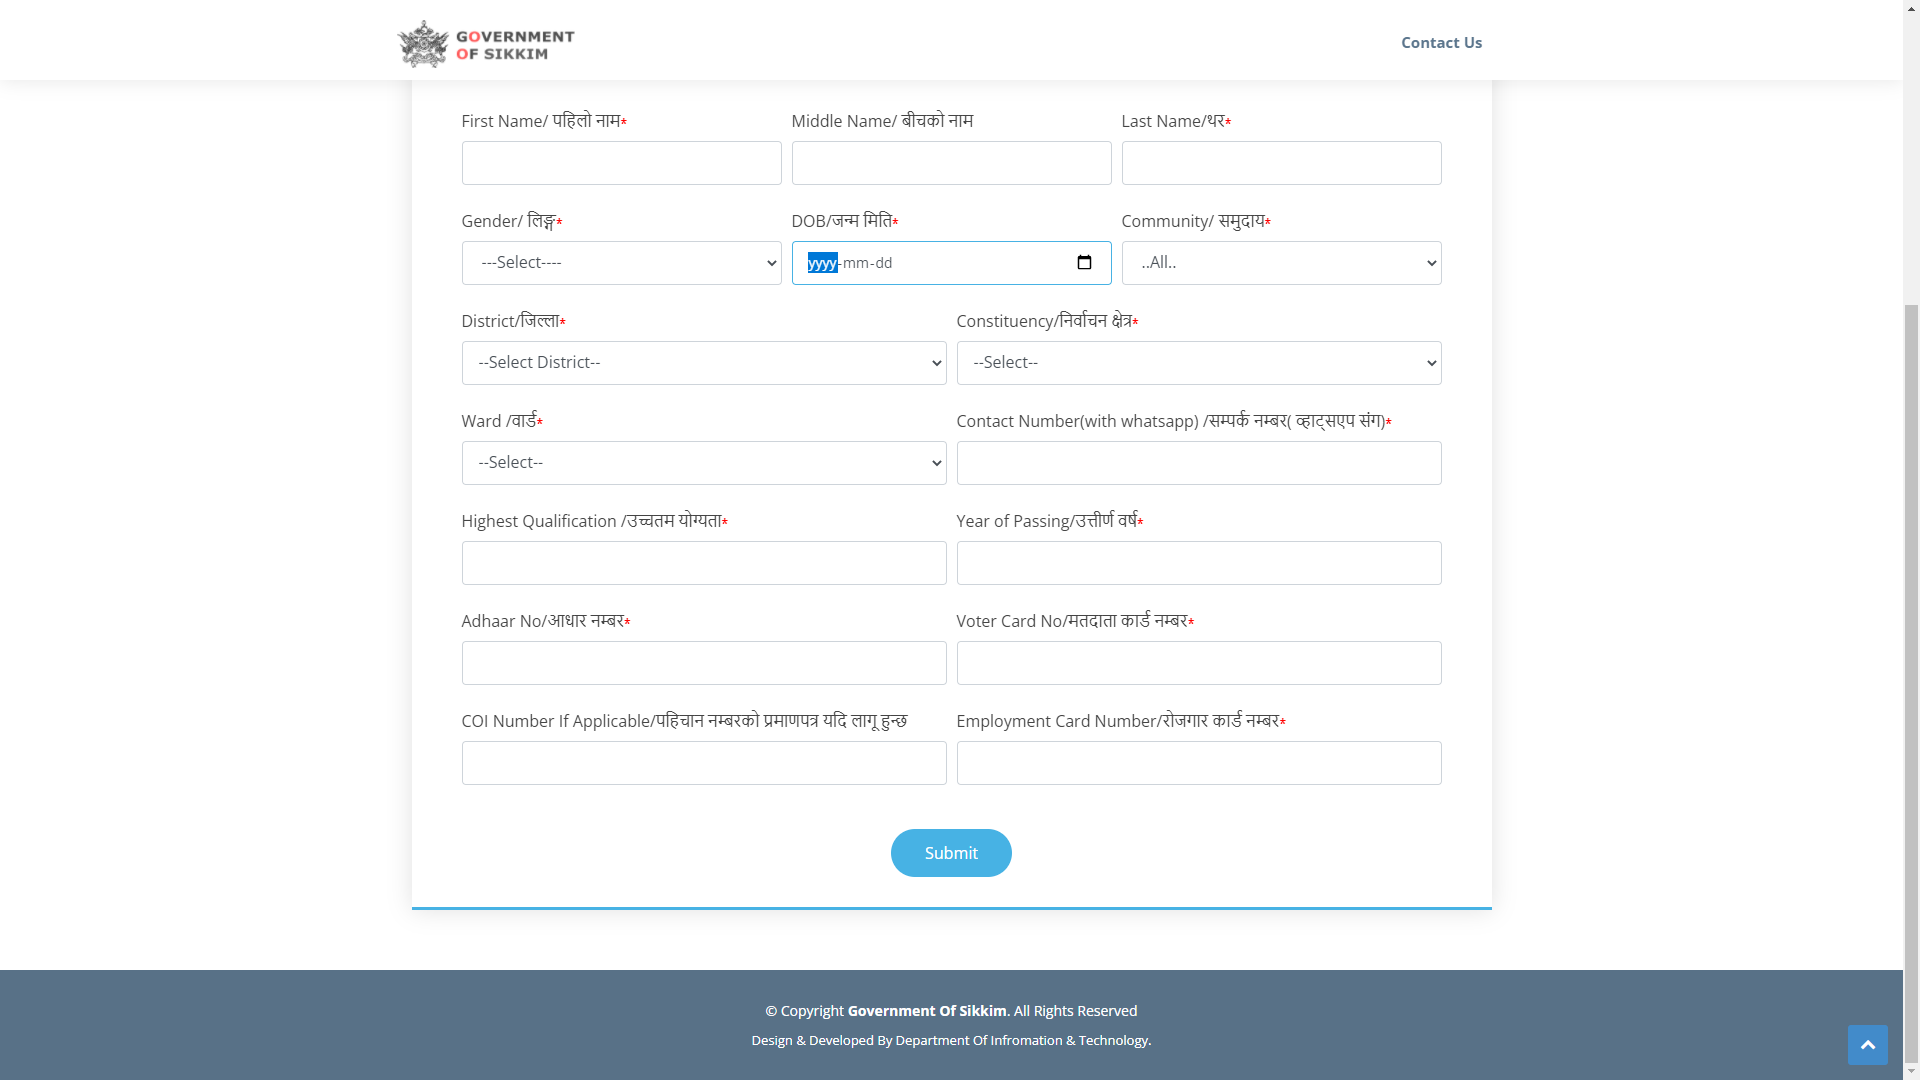 GOVERNMENT
OF SIKKIM
Contact Us
First Name/ पहिलो नाम*
Middle Name/ बीचको नाम
Last Name/थर*
Gender/ लिङ्ग*
DOB/जन्म मिति*
Community/ समुदाय*
---Select----
yyyy-mm-dd
..All..
District/जिल्ला*
Constituency/निर्वाचन क्षेत्र*
--Select District--
--Select--
Ward /वार्ड*
Contact Number(with whatsapp) /सम्पर्क नम्बर( व्हाट्सएप संग)*
--Select--
Highest Qualification /उच्चतम योग्यता*
Year of Passing/उत्तीर्ण वर्ष*
Adhaar No/आधार नम्बर*
Voter Card No/मतदाता कार्ड नम्बर*
COI Number If Applicable/पहिचान नम्बरको प्रमाणपत्र यदि लागू हुन्छ
Employment Card Number/रोजगार कार्ड नम्बर*
Submit
© Copyright Government Of Sikkim. All Rights Reserved
Design & Developed By Department Of Infromation & Technology.